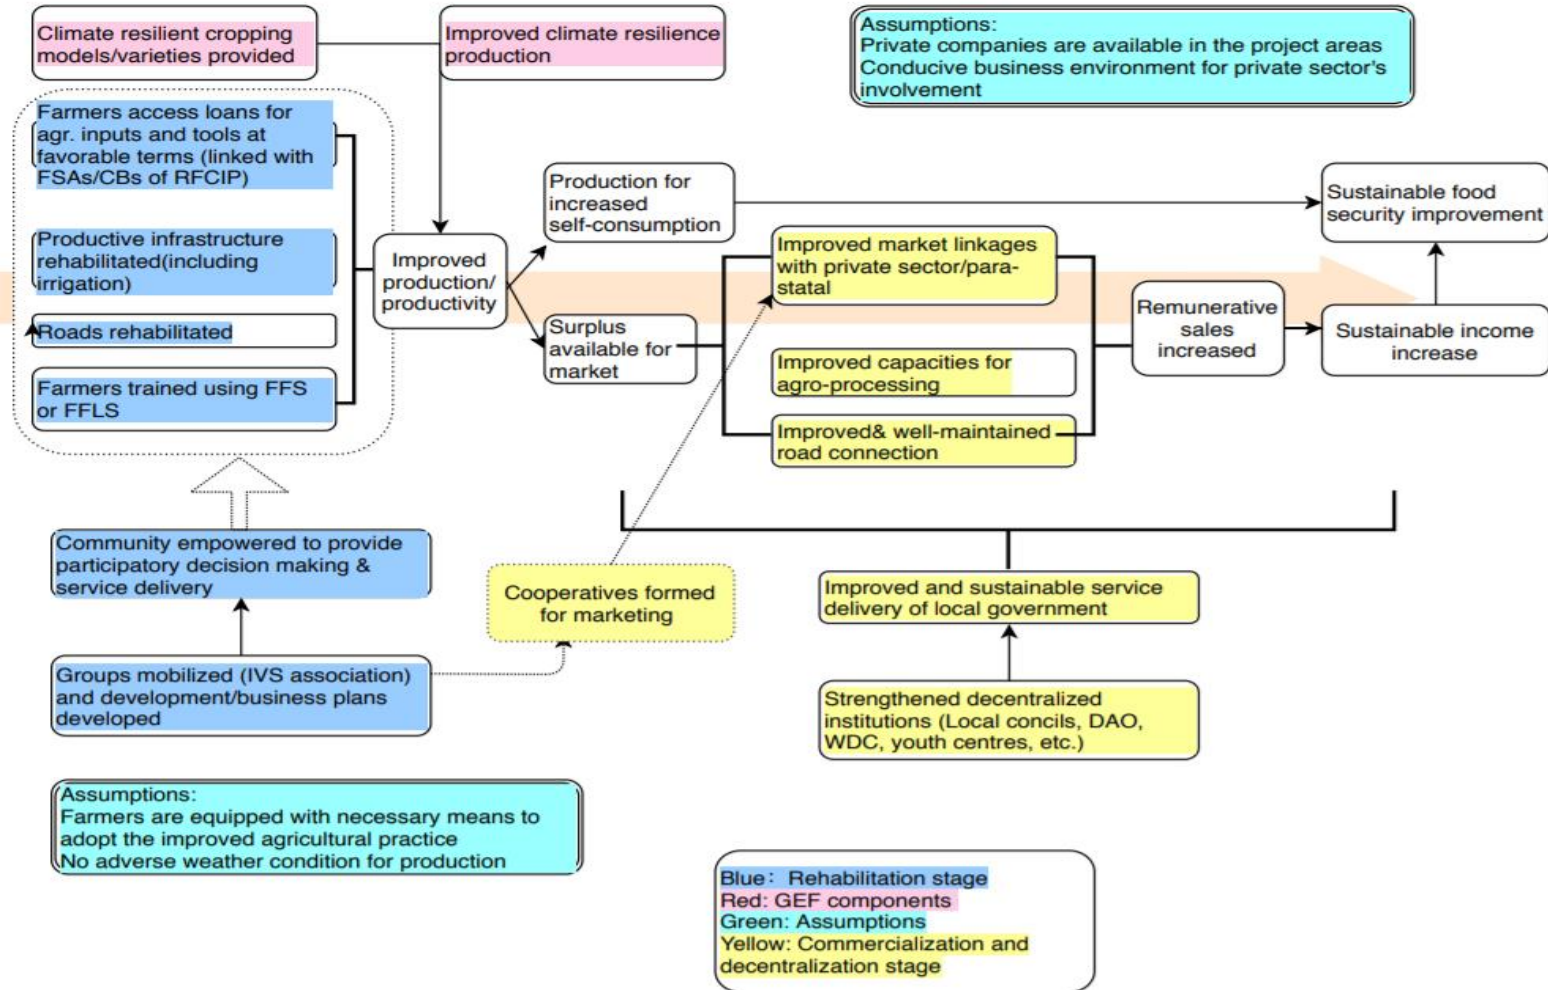 Climate resilient cropping
models/varieties provided
Improved climate resilience
production
Assumptions:
Private companies are available in the project areas
Conducive business environment for private sector's
involvement
Farmers access loans for
agr. inputs and tools at
favorable terms (linked with
FSAs/CBs of RFCIP)
Productive infrastructure
rehabilitated(including
irrigation)
Roads rehabilitated
Farmers trained using FFS
or FFLS
Improved
production/
productivity
Production for
increased
self-consumption
Surplus
available for
market
Improved market linkages
with private sector/para-
statal
Improved capacities for
agro-processing
Improved& well-maintained
road connection
Remunerative
sales
increased
Sustainable food
security improvement
Sustainable income
increase
Community empowered to provide
participatory decision making &
service delivery
Groups mobilized (IVS association)
and development/business plans
developed
Cooperatives formed
for marketing
Improved and sustainable service
delivery of local government
Strengthened decentralized
institutions (Local concils, DAO,
WDC, youth centres, etc.)
Assumptions:
Farmers are equipped with necessary means to
adopt the improved agricultural practice
No adverse weather condition for production
Blue： Rehabilitation stage
Red: GEF components
Green: Assumptions
Yellow: Commercialization and
decentralization stage